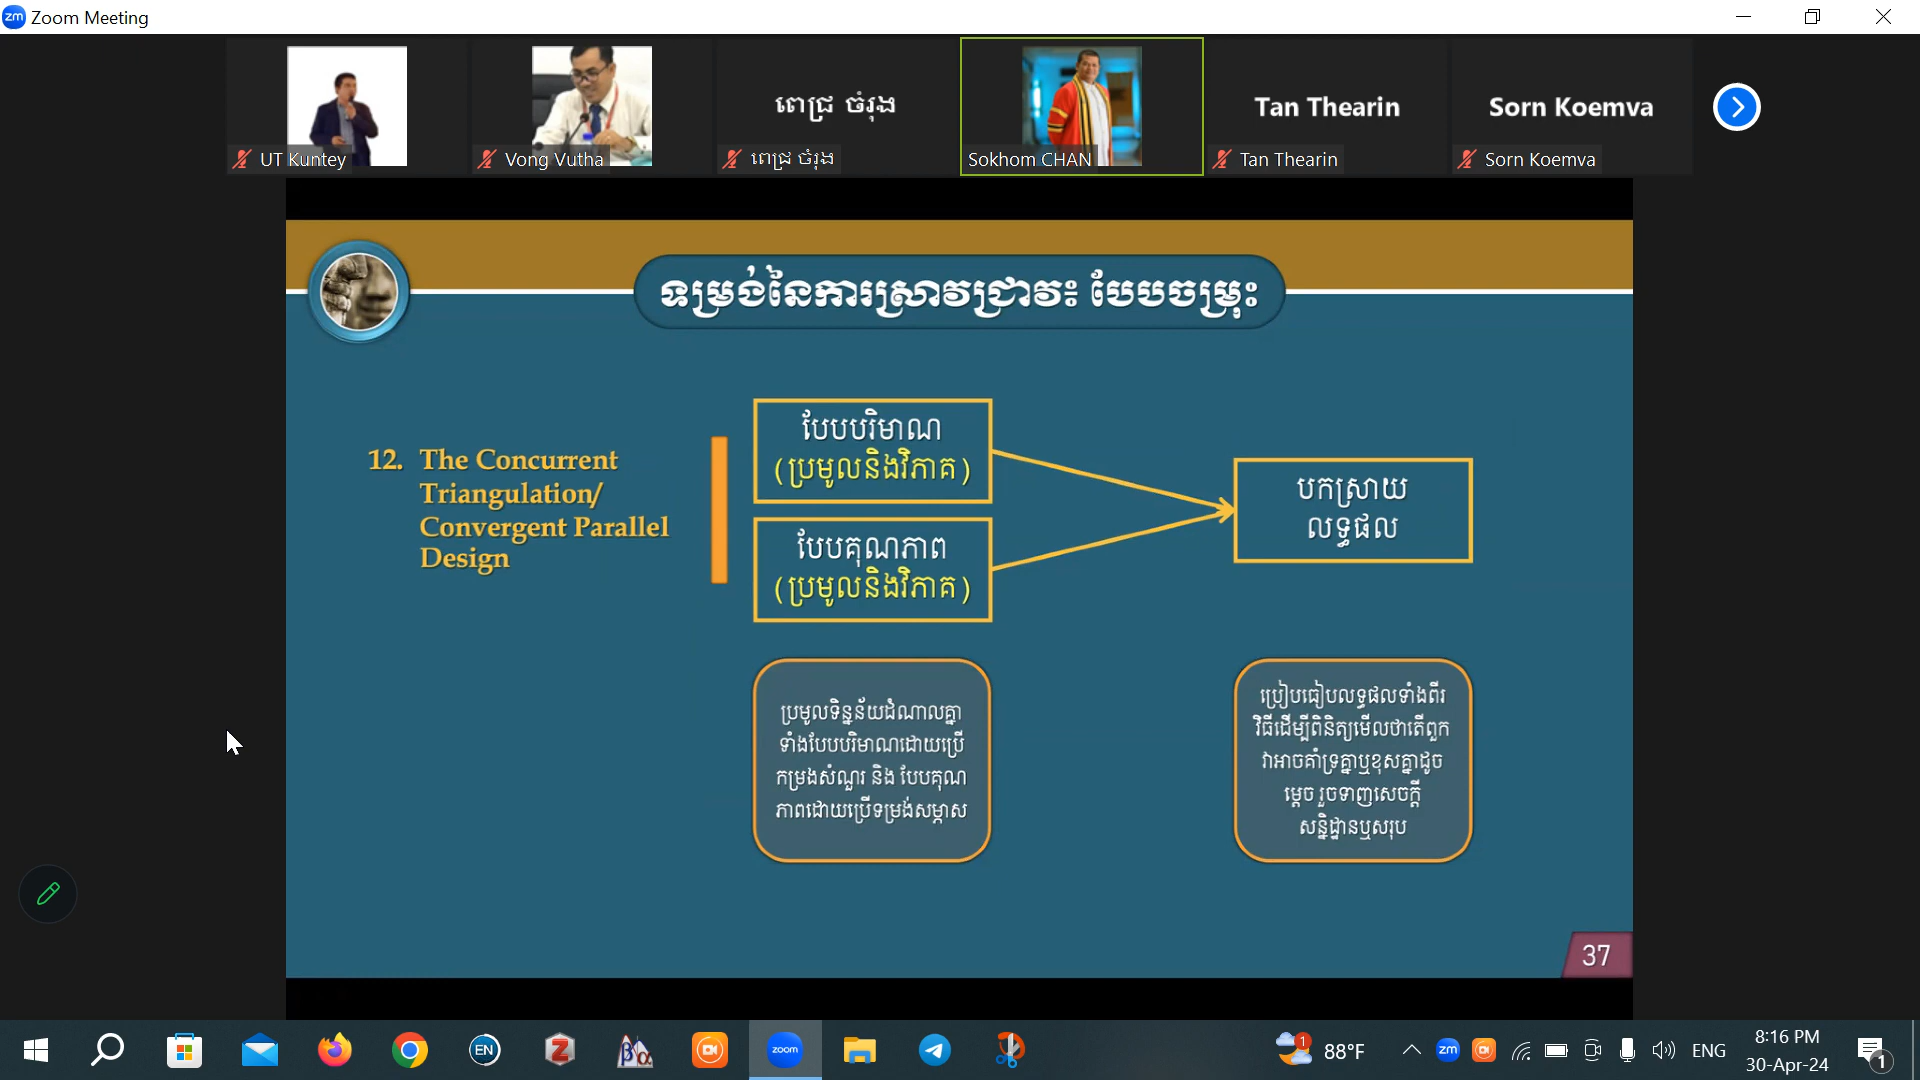 Zoom Meeting
ពេជ្រ ចំរុង
Tan Thearin
Sorn Koemva
UT Kuntey
Vong Vutha
ពេជ្រ ចំរុង
Sokhom CHAN
Tan Thearin
Sorn Koemva
ទម្រង់នៃការស្រាវជ្រាវ៖ បែបចម្រុះ
12. The Concurrent
Triangulation/
Convergent Parallel
Design
បែបបរិមាណ
(ប្រមូលនិងវិភាគ)
បែបគុណភាព
(ប្រមូលនិងវិភាគ)
បកស្រាយ
លទ្ធផល
ប្រមូលទិន្នន័យដំណាលគ្នា
ទាំងបែបបរិមាណដោយប្រើ
កម្រងសំណួរ និង បែបគុណ
ភាពដោយប្រើទម្រង់សម្ភាស
ប្រៀបធៀបលទ្ធផលទាំងពីរ
វិធីដើម្បីពិនិត្យមើលថាតើពួក
វាអាចគាំទ្រគ្នាឬខុសគ្នាដូច
ម្តេច រួចទាញសេចក្តី
សន្និដ្ឋានឬសរុប
37
88°F
ENG
8:16 PM
30-Apr-24